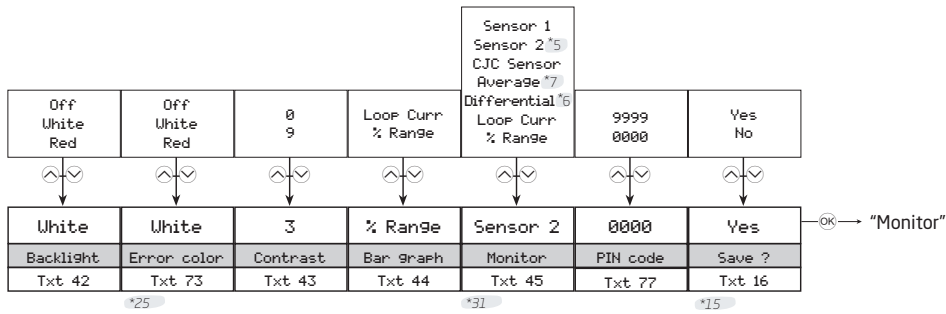 Sensor 1
Sensor 2 *5
CJC Sensor
Average *7
Differential *6
Loop Curr
% Range
Off
White
Red
Off
White
Red
0
9
Loop Curr
% Range
9999
0000
Yes
No
White White 3 % Range Sensor 2 0000 Yes OK "Monitor"
Backlight Error color Contrast Bar graph Monitor PIN code Save ?
Txt 42 Txt 73 Txt 43 Txt 44 Txt 45 Txt 77 Txt 16
*25 *31 *15